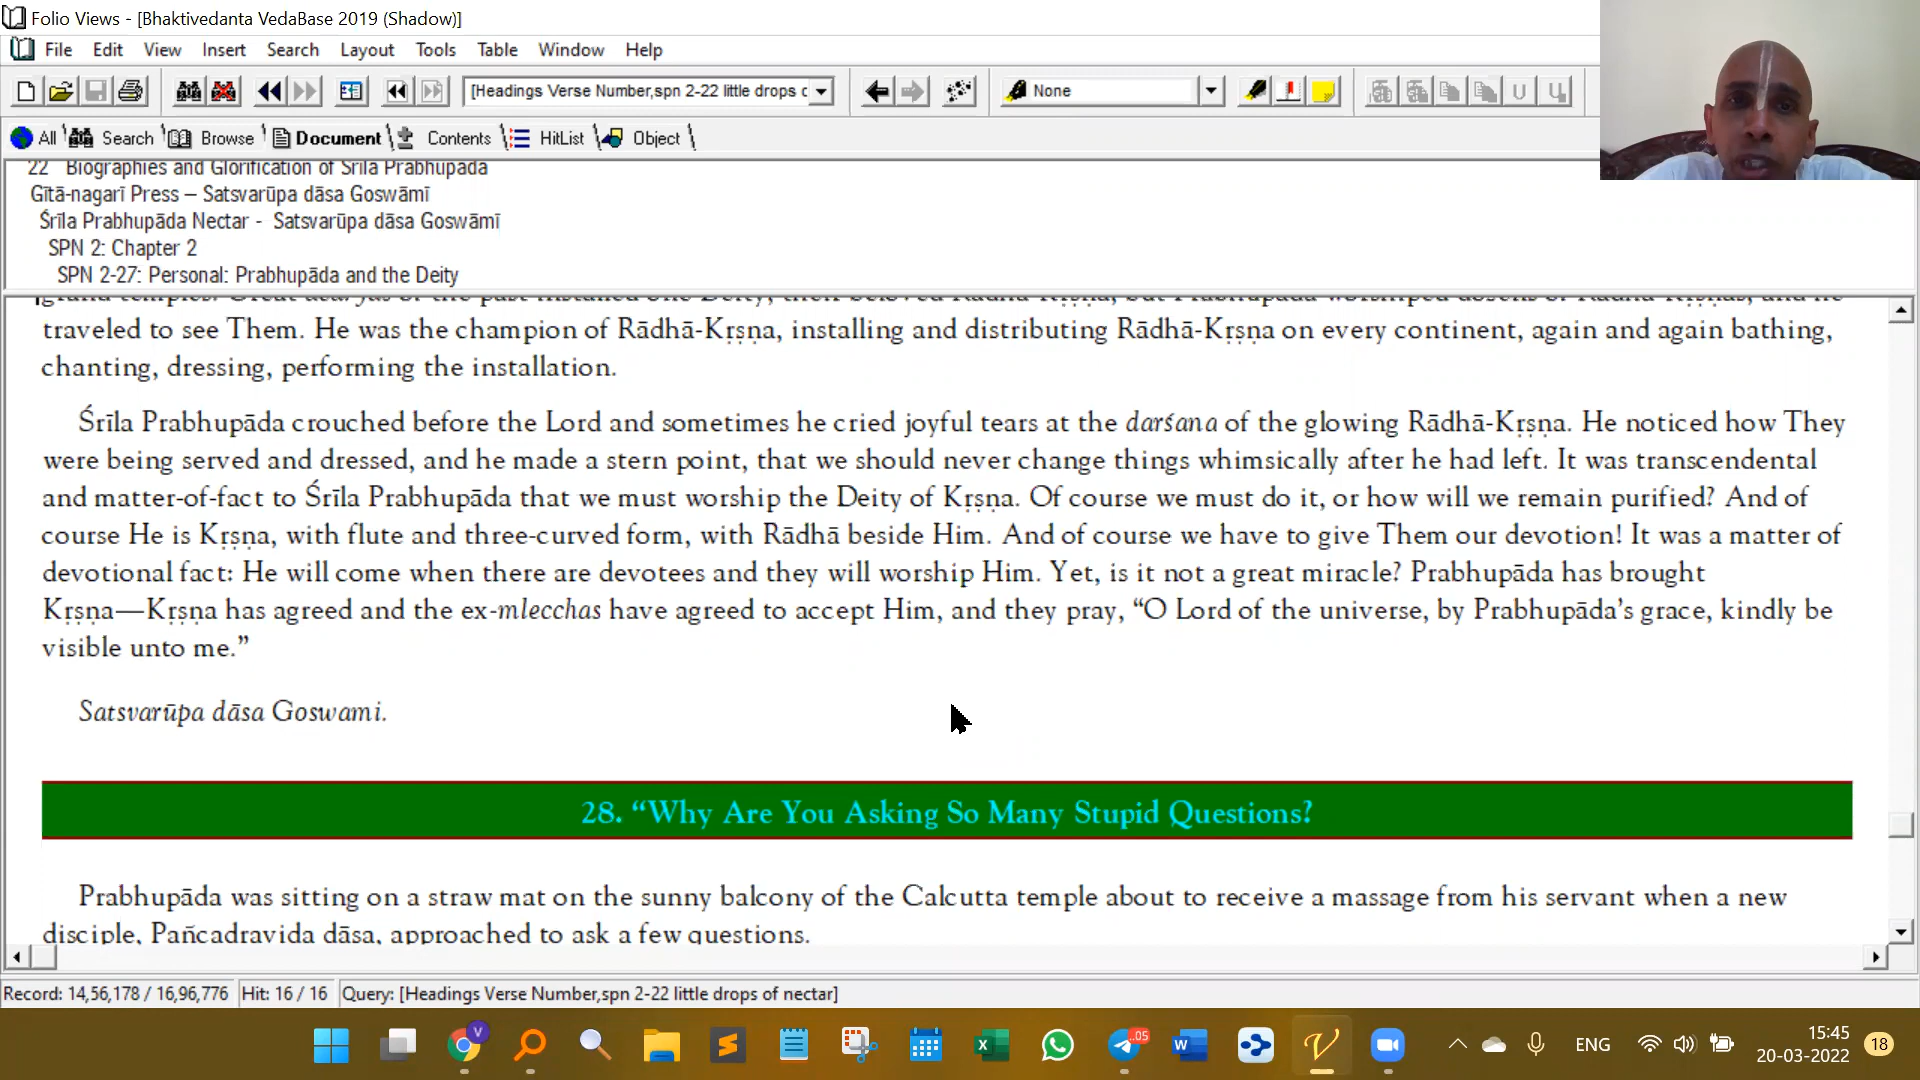 Folio Views - [Bhaktivedanta VedaBase 2019 (Shadow)]
File Edit View Insert Search Layout Tools Table Window Help
[Headings Verse Number,spn 2-22 little drops c
None
All Search Browse Document Contents HitList Object
22 Biographies and Glorification of Śrīla Prabhupāda
Gītā-nagarī Press – Satsvarūpa dāsa Goswāmī
Śrīla Prabhupāda Nectar - Satsvarūpa dāsa Goswāmī
SPN 2: Chapter 2
SPN 2-27: Personal: Prabhupāda and the Deity
traveled to see Them. He was the champion of Rādhā-Kṛṣṇa, installing and distributing Rādhā-Kṛṣṇa on every continent, again and again bathing,
chanting, dressing, performing the installation.
Śrīla Prabhupāda crouched before the Lord and sometimes he cried joyful tears at the darśana of the glowing Rādhā-Kṛṣṇa. He noticed how They
were being served and dressed, and he made a stern point, that we should never change things whimsically after he had left. It was transcendental
and matter-of-fact to Śrīla Prabhupāda that we must worship the Deity of Kṛṣṇa. Of course we must do it, or how will we remain purified? And of
course He is Kṛṣṇa, with flute and three-curved form, with Rādhā beside Him. And of course we have to give Them our devotion! It was a matter of
devotional fact: He will come when there are devotees and they will worship Him. Yet, is it not a great miracle? Prabhupāda has brought
Kṛṣṇa—Kṛṣṇa has agreed and the ex-mlecchas have agreed to accept Him, and they pray, “O Lord of the universe, by Prabhupāda’s grace, kindly be
visible unto me.”
Satsvarūpa dāsa Goswami.
28. “Why Are You Asking So Many Stupid Questions?
Prabhupāda was sitting on a straw mat on the sunny balcony of the Calcutta temple about to receive a massage from his servant when a new
disciple, Pañcadraviḍa dāsa, approached to ask a few questions.
Record: 14,56,178 / 16,96,776 Hit: 16 / 16 Query: [Headings Verse Number,spn 2-22 little drops of nectar]
V
.05
ENG
15:45
20-03-2022
18